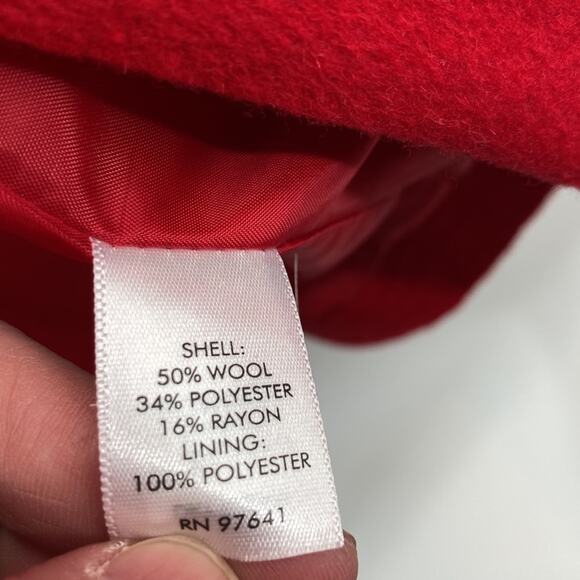 SHELL:
50% WOOL
34% POLYESTER
16% RAYON
LINING:
100% POLYESTER
RN 97641